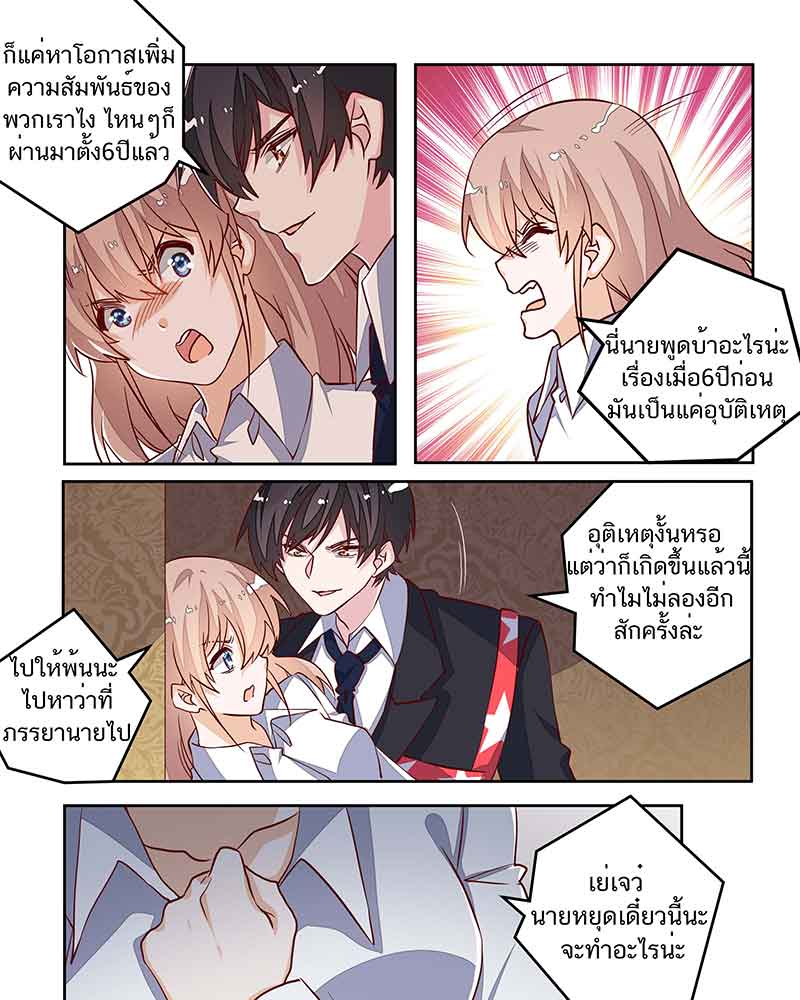 ก็แค่หาโอกาสเพิ่ม
ความสัมพันธ์ของ
พวกเราไง ไหนๆก็
ผ่านมาตั้ง6ปีแล้ว
นี่นายพูดบ้าอะไรน่ะ
เรื่องเมื่อ6ปีก่อน
มันเป็นแค่อุบัติเหตุ
อุติเหตุงั้นหรอ
แต่ว่าก็เกิดขึ้นแล้วนี้
ทำไมไม่ลองอีก
สักครั้งล่ะ
ไปให้พ้นนะ
ไปหาว่าที่
ภรรยานายไป
เย่เจว๋
นายหยุดเดี๋ยวนี้นะ
จะทำอะไรน่ะ